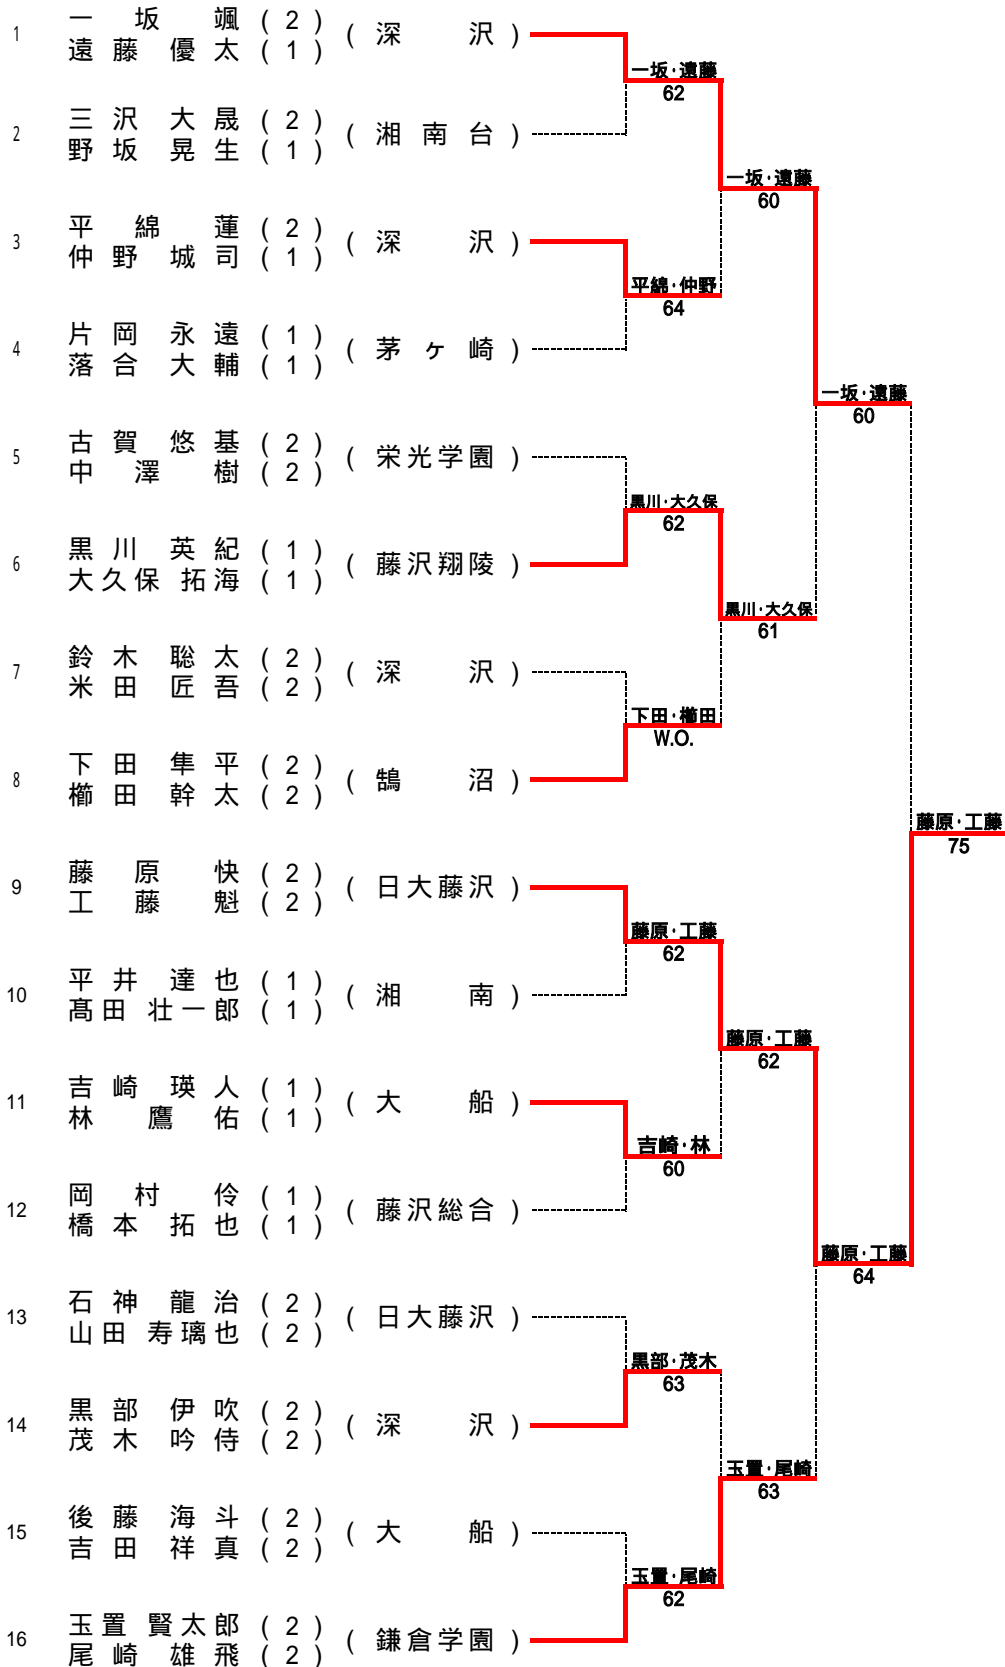 1 一坂 颯 (2) (深沢)
遠藤 優太 (1)
2 三沢 大晟 (2) (湘南台)
野坂 晃生 (1)
3 平綿 蓮 (2) (深沢)
仲野 城司 (1)
4 片岡 永遠 (1) (茅ヶ崎)
落合 大輔 (1)
5 古賀 悠基 (2) (栄光学園)
中澤 樹 (2)
6 黒川 英紀 (1) (藤沢翔陵)
大久保 拓海 (1)
7 鈴木 聡太 (2) (深沢)
米田 匠吾 (2)
8 下田 隼平 (2) (鵠沼)
櫛田 幹太 (2)
9 藤原 快 (2) (日大藤沢)
工藤 魁 (2)
10 平井 達也 (1) (湘南)
髙田 壮一郎 (1)
11 吉崎 瑛人 (1) (大船)
林 鷹佑 (1)
12 岡村 伶 (1) (藤沢総合)
橋本 拓也 (1)
13 石神 龍治 (2) (日大藤沢)
山田 寿璃也 (2)
14 黒部 伊吹 (2) (深沢)
茂木 吟侍 (2)
15 後藤 海斗 (2) (大船)
吉田 祥真 (2)
16 玉置 賢太郎 (2) (鎌倉学園)
尾崎 雄飛 (2)
一坂・遠藤
62
平綿・仲野
64
黒川・大久保
62
下田・櫛田
W.O.
藤原・工藤
62
吉崎・林
60
黒部・茂木
63
玉置・尾崎
62
一坂・遠藤
60
黒川・大久保
61
藤原・工藤
62
玉置・尾崎
63
一坂・遠藤
60
藤原・工藤
64
藤原・工藤
75